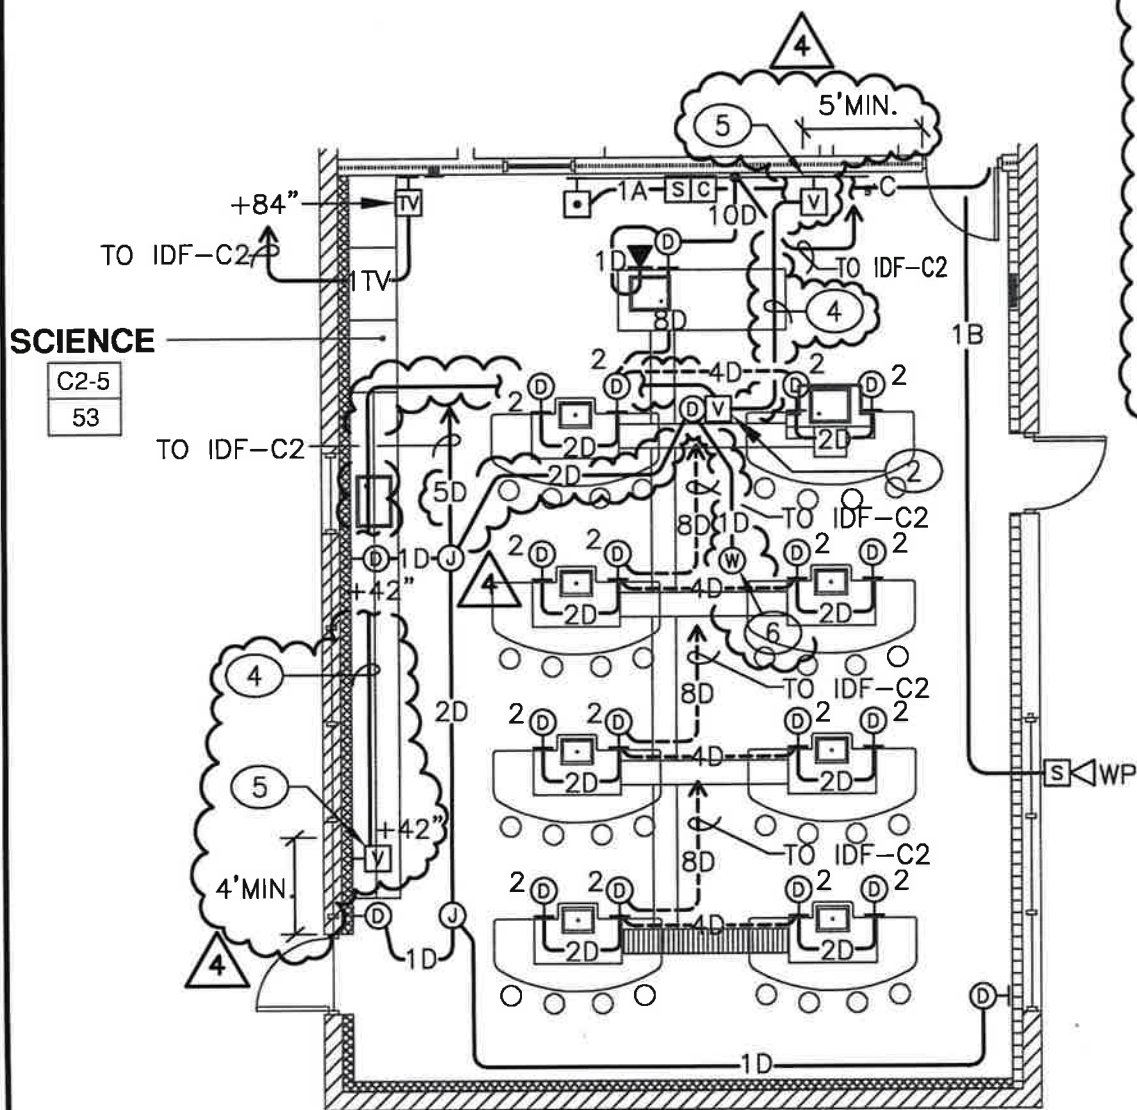 4
5'MIN.
5
+84"
TV
1A
S C
10D
V
C
TO IDF-C2
1TV
D
1D
TO IDF-C2
4
8D
1B
SCIENCE
C2-5
53
2 D
D 2
4D
D 2
D 2
D V
2D
2D
TO IDF-C2
2D
2
5D
8D
1D
TO IDF-C2
D 1D J
2 D
2 D
W
D 2
D 2
+42"
4
4D
2D
2D
6
4
TO IDF-C2
8D
2D
2 D
2 D
D 2
D 2
4D
2D
2D
5
S WP
+42"
V
TO IDF-C2
8D
4'MIN.
2 D
2 D
D 2
D 2
D
J
4D
2D
2D
1D
4
D
1D